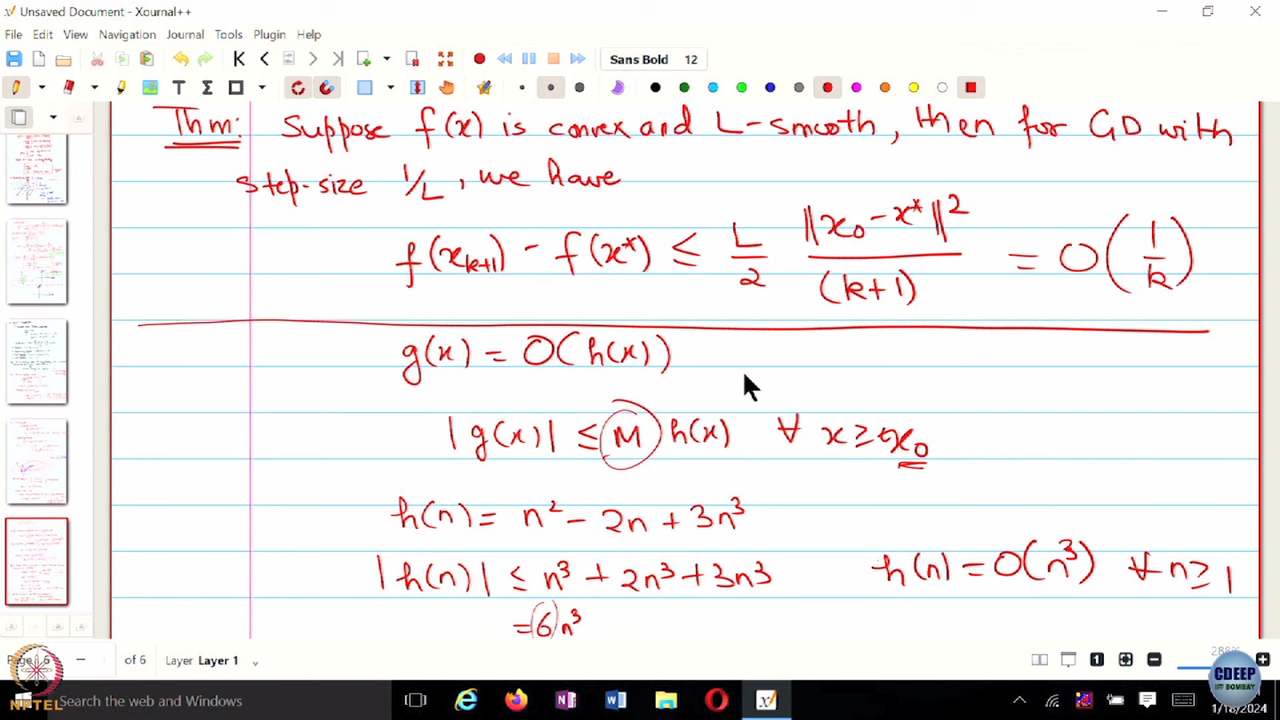 Unsaved Document - Xournal++
File Edit View Navigation Journal Tools Plugin Help
Sans Bold 12
Thm: Suppose f(x) is convex and L-smooth, then for GD with
step-size 1/L, we have
f(x_{k+1}) - f(x*) ≤ L/2 ‖x_0 - x*‖^2/(k+1) = O(1/k)
g(x) = O(h(x))
|g(x)| ≤ M h(x) ∀ x ≥ x_0
h(n) = n^2 - 2n + 3n^3
|h(n)| ≤ n^3 + 2n^3 + 3n^3 h(n) = O(n^3) ∀ n ≥ 1
= 6 n^3
of 6 Layer Layer 1
288%
NPTEL
Search the web and Windows
CDEEP
IIT BOMBAY
1/18/2024